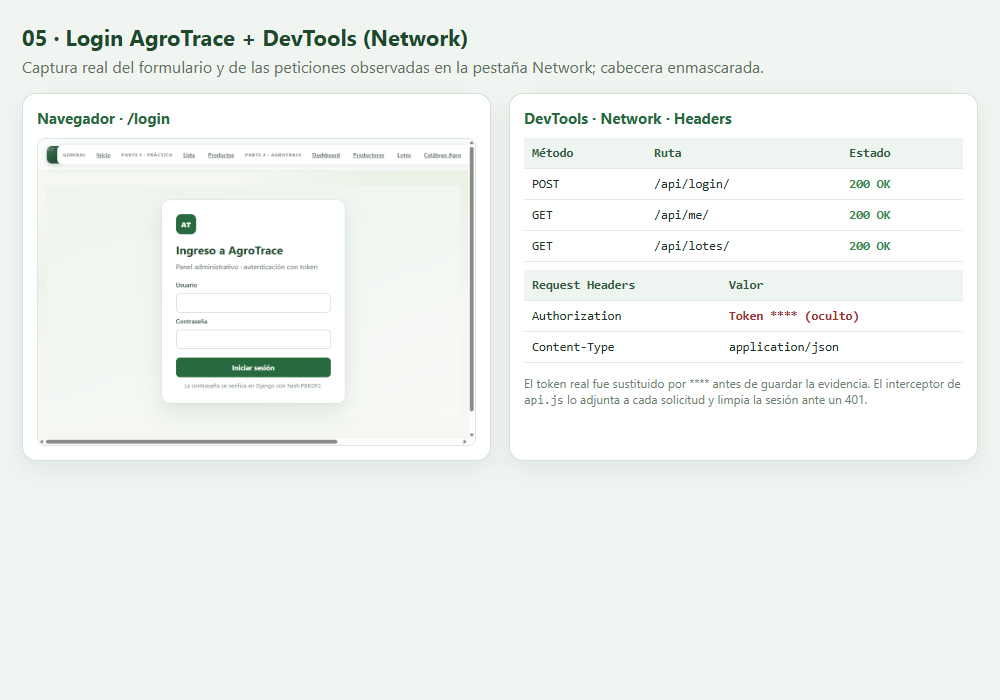 05 · Login AgroTrace + DevTools (Network)
Captura real del formulario y de las peticiones observadas en la pestaña Network; cabecera enmascarada.
Navegador · /login
GENERAL Inicio PARTE 1 - PRÁCTICA Lista Productos PARTE 2 - AGROTRACE Dashboard Productores Lotes Catálogo Agro
AT
Ingreso a AgroTrace
Panel administrativo · autenticación con token.
Usuario
Contraseña
Iniciar sesión
La contraseña se verifica en Django con hash PBKDF2.
DevTools · Network · Headers
Método Ruta Estado
POST /api/login/ 200 OK
GET /api/me/ 200 OK
GET /api/lotes/ 200 OK
Request Headers Valor
Authorization Token **** (oculto)
Content-Type application/json
El token real fue sustituido por **** antes de guardar la evidencia. El interceptor de
api.js lo adjunta a cada solicitud y limpia la sesión ante un 401.